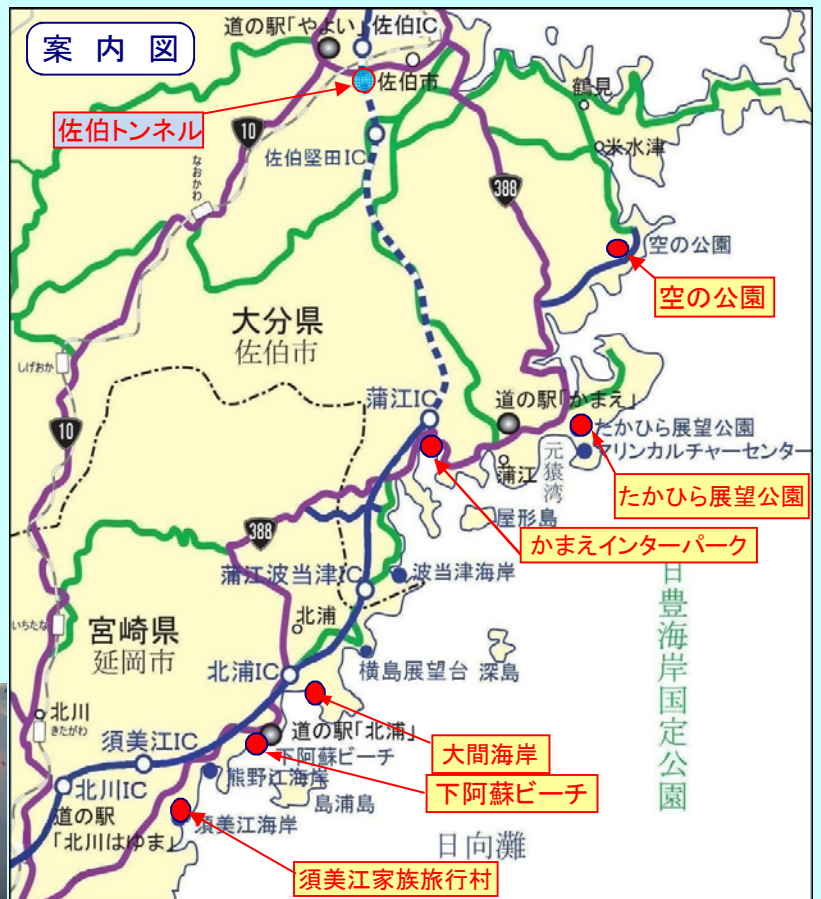 案 内 図
道の駅「やよい」
佐伯IC
佐伯市
佐伯トンネル
10
佐伯堅田IC
なおかわ
鶴見
米水津
388
空の公園
空の公園
大分県
佐伯市
しげおか
10
蒲江IC
道の駅「かまえ」
たかひら展望公園
マリンカルチャーセンター
蒲江
元猿湾
たかひら展望公園
屋形島
かまえインターパーク
388
蒲江波当津IC
波当津海岸
日豊海岸国定公園
いちたな
宮崎県
延岡市
北浦
北浦IC
横島展望台
深島
北川
きたがわ
須美江IC
道の駅「北浦」
大間海岸
下阿蘇ビーチ
下阿蘇ビーチ
熊野江海岸
北川IC
島浦島
道の駅
「北川はゆま」
須美江海岸
日向灘
須美江家族旅行村